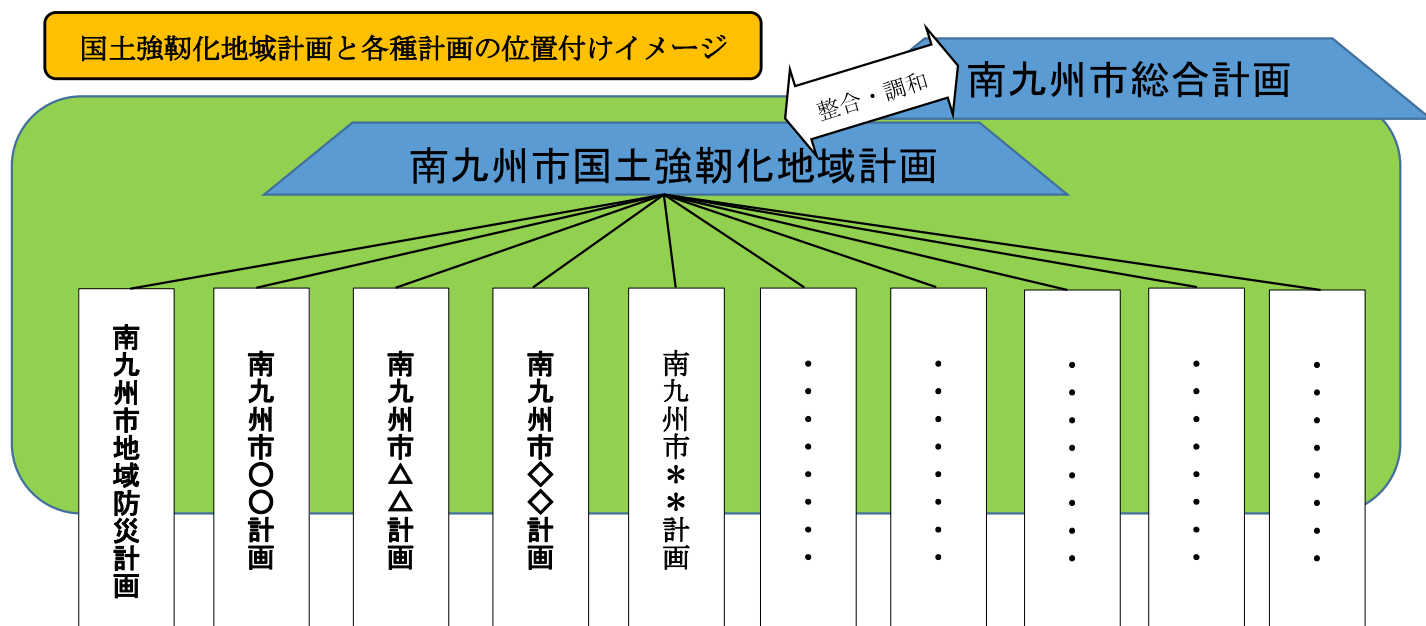 国土強靭化地域計画と各種計画の位置付けイメージ
整合・調和
南九州市総合計画
南九州市国土強靭化地域計画
南九州市地域防災計画
南九州市〇〇計画
南九州市△△計画
南九州市◇◇計画
南九州市＊＊計画
・・・・・・・・
・・・・・・・・
・・・・・・・・
・・・・・・・・
・・・・・・・・